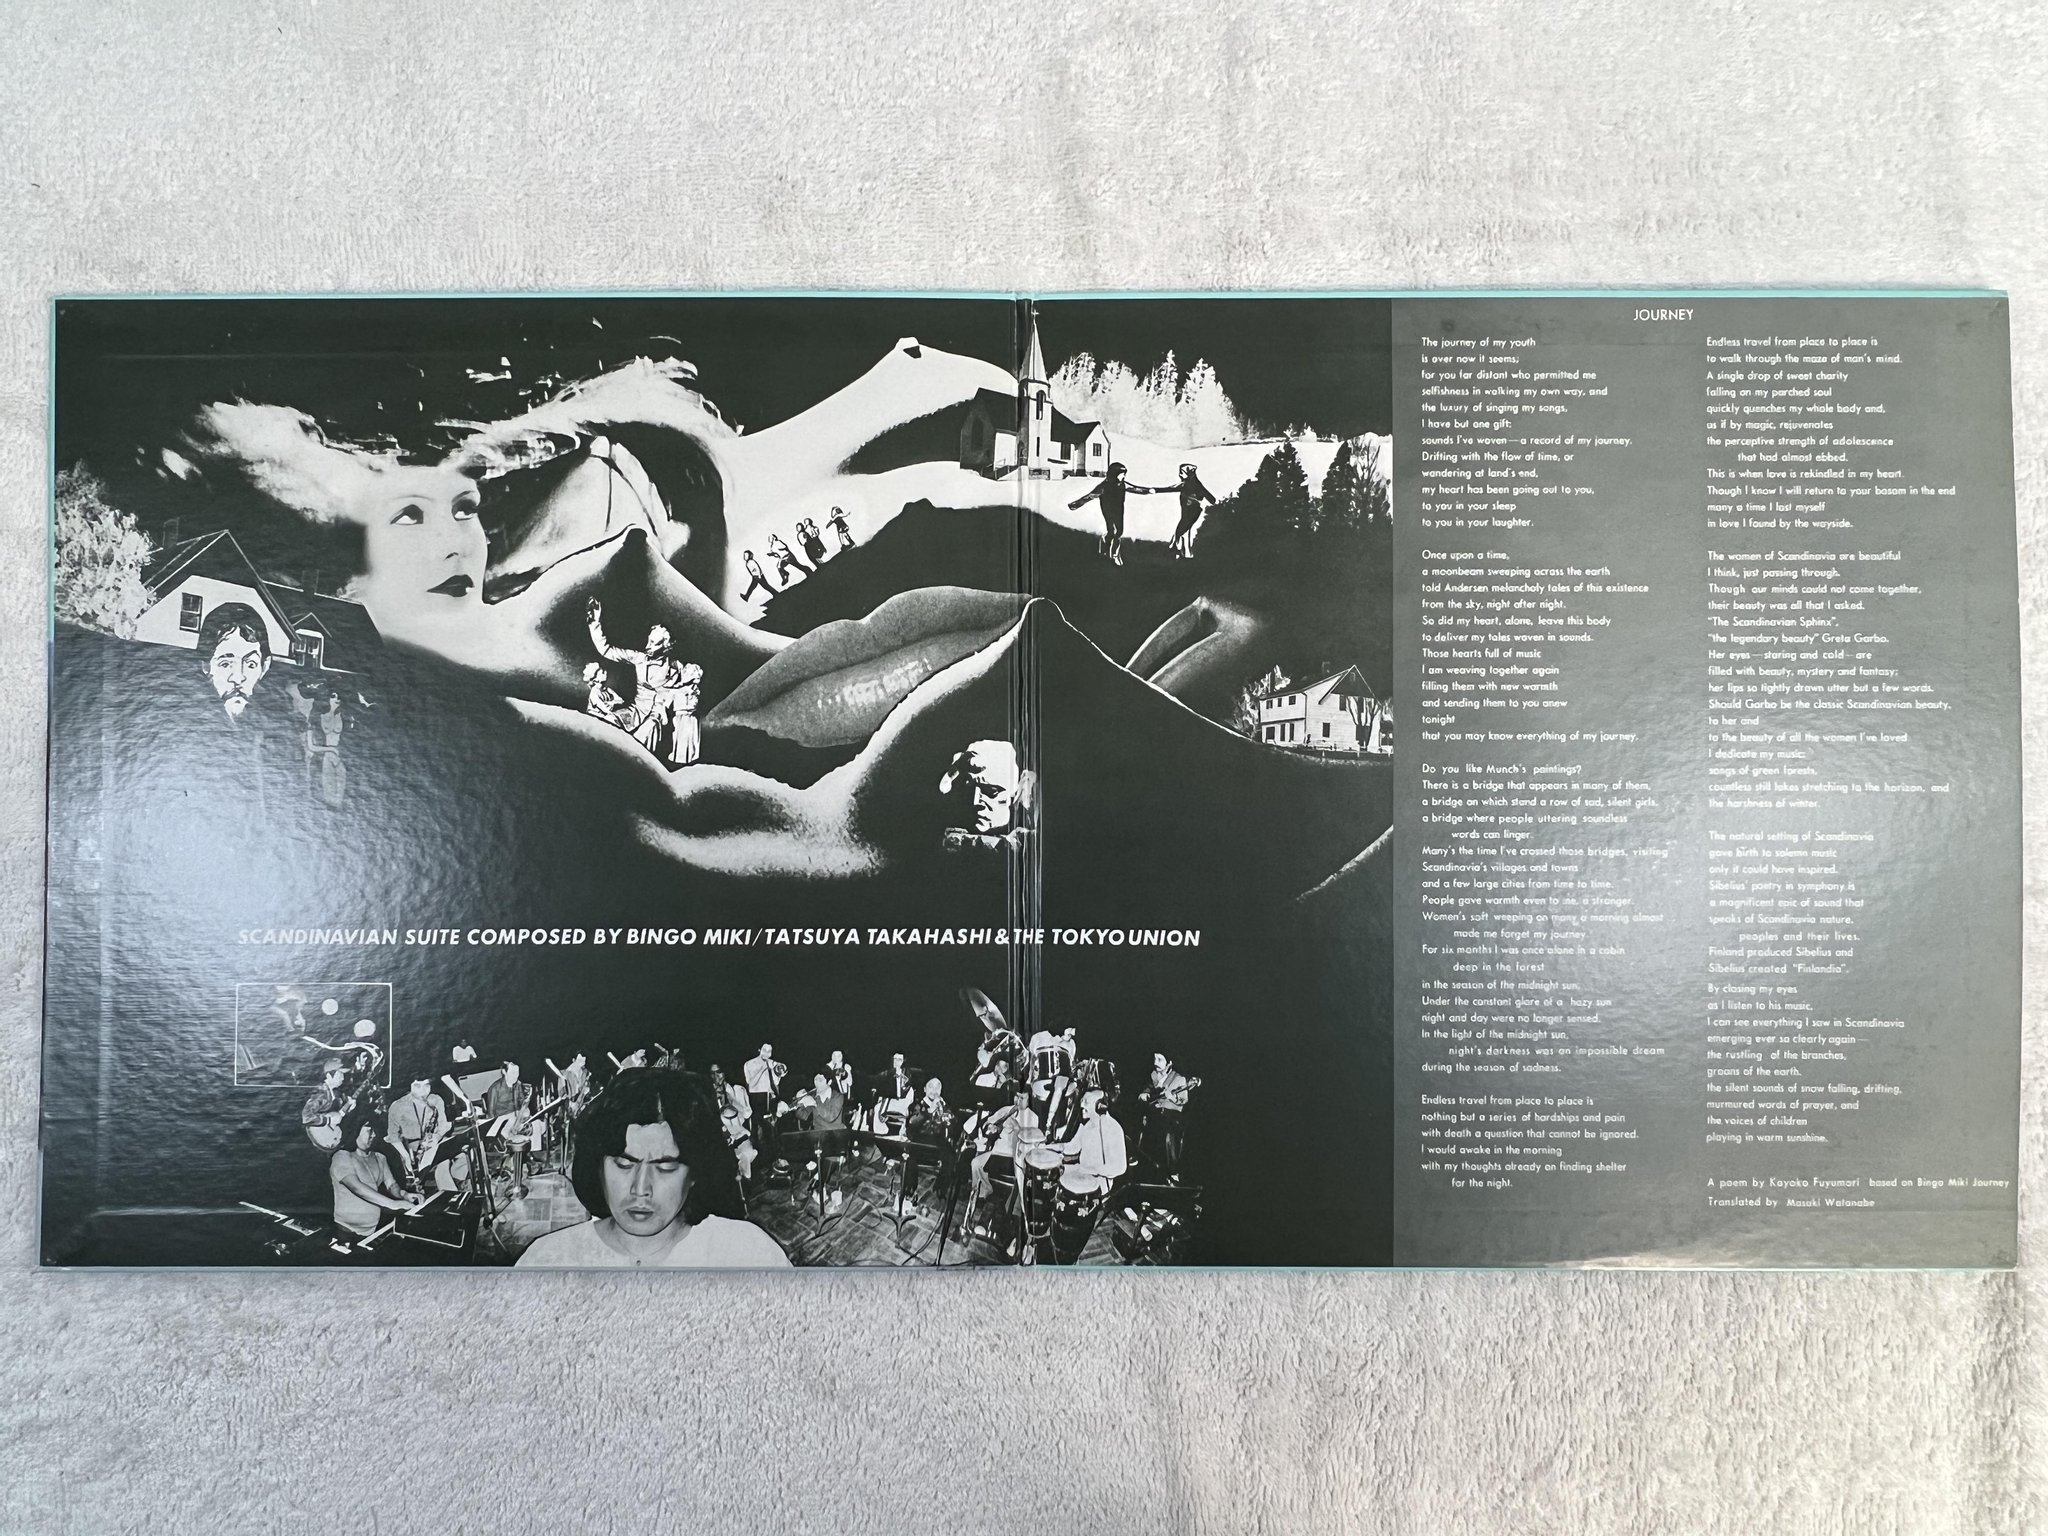 SCANDINAVIAN SUITE COMPOSED BY BINGO MIKI/TATSUYA TAKAHASHI & THE TOKYO UNION
JOURNEY
The journey of my youth
is over now it seems;
for you far distant who permitted me
selfishness in walking my own way, and
the luxury of singing my songs,
I have but one gift:
sounds I've woven—a record of my journey.
Drifting with the flow of time, or
wandering at land's end,
my heart has been going out to you,
to you in your sleep
to you in your laughter.
Once upon a time,
a moonbeam sweeping across the earth
told Andersen melancholy tales of this existence
from the sky, night after night.
So did my heart, alone, leave this body
to deliver my tales woven in sounds.
Those hearts full of music
I am weaving together again
filling them with new warmth
and sending them to you anew
tonight
that you may know everything of my journey.
Do you like Munch's paintings?
There is a bridge that appears in many of them,
a bridge on which stand a row of sad, silent girls,
a bridge where people uttering soundless
words can linger.
Many's the time I've crossed those bridges, visiting
Scandinavia's villages and towns
and a few large cities from time to time.
People gave warmth even to me, a stranger.
Women's soft weeping on many a morning almost
made me forget my journey.
For six months I was once alone in a cabin
deep in the forest
in the season of the midnight sun.
Under the constant glare of a hazy sun
night and day were no longer sensed.
In the light of the midnight sun,
night's darkness was an impossible dream
during the season of sadness.
Endless travel from place to place is
nothing but a series of hardships and pain
with death a question that cannot be ignored.
I would awake in the morning
with my thoughts already on finding shelter
for the night.
Endless travel from place to place is
to walk through the maze of man's mind.
A single drop of sweet charity
falling on my parched soul
quickly quenches my whole body and,
as if by magic, rejuvenates
the perceptive strength of adolescence
that had almost ebbed.
This is when love is rekindled in my heart.
Though I know I will return to your bosom in the end
many a time I lost myself
in love I found by the wayside.
The women of Scandinavia are beautiful
I think, just passing through.
Though our minds could not come together,
their beauty was all that I asked.
"The Scandinavian Sphinx",
"the legendary beauty" Greta Garbo.
Her eyes—staring and cold—are
filled with beauty, mystery and fantasy;
her lips so tightly drawn utter but a few words.
Should Garbo be the classic Scandinavian beauty,
to her and
to the beauty of all the women I've loved
I dedicate my music:
songs of green forests,
countless still lakes stretching to the horizon, and
the harshness of winter.
The natural setting of Scandinavia
gave birth to solemn music
only it could have inspired.
Sibelius' poetry in symphony is
a magnificent epic of sound that
speaks of Scandinavia nature,
peoples and their lives.
Finland produced Sibelius and
Sibelius created "Finlandia".
By closing my eyes
as I listen to his music,
I can see everything I saw in Scandinavia
emerging ever so clearly again—
the rustling of the branches,
groans of the earth,
the silent sounds of snow falling, drifting,
murmured words of prayer, and
the voices of children
playing in warm sunshine.
A poem by Kayoko Fuyumori based on Bingo Miki Journey
Translated by Masaki Watanabe